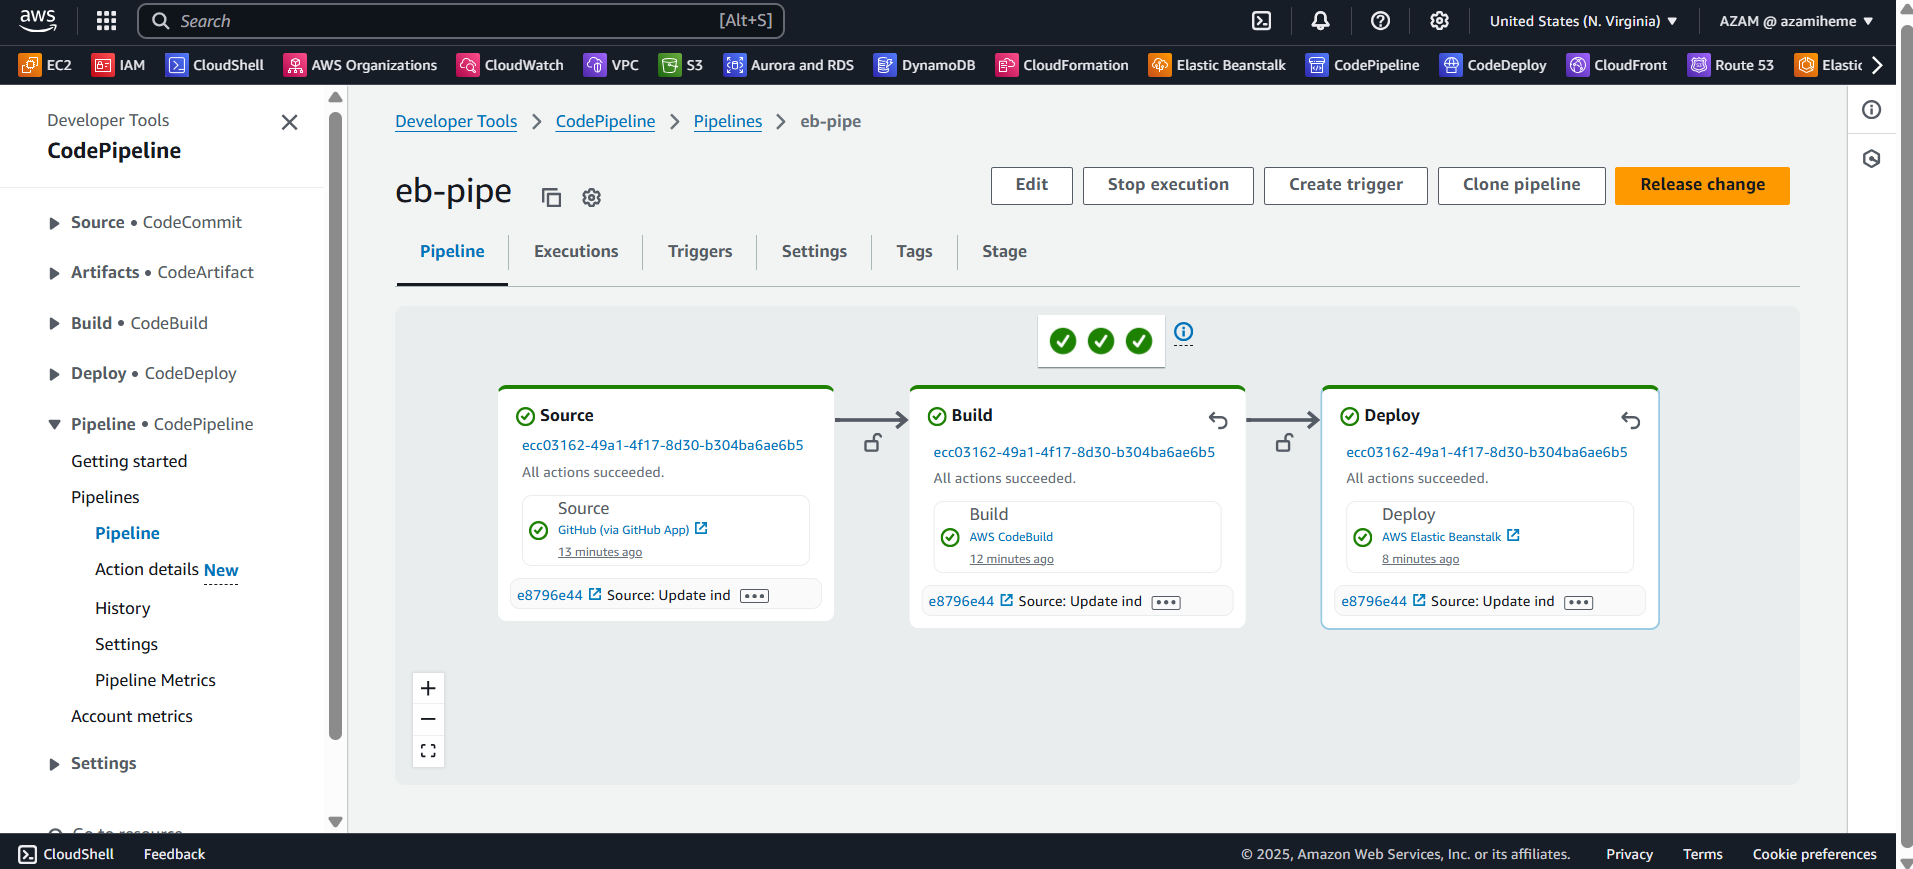 aws
Search [Alt+S]
United States (N. Virginia) AZAM @ azamiheme
EC2 IAM CloudShell AWS Organizations CloudWatch VPC S3 Aurora and RDS DynamoDB CloudFormation Elastic Beanstalk CodePipeline CodeDeploy CloudFront Route 53 Elastic
Developer Tools
CodePipeline
Source • CodeCommit
Artifacts • CodeArtifact
Build • CodeBuild
Deploy • CodeDeploy
Pipeline • CodePipeline
Getting started
Pipelines
Pipeline
Action details New
History
Settings
Pipeline Metrics
Account metrics
Settings
Go to resource
Developer Tools > CodePipeline > Pipelines > eb-pipe
eb-pipe
Edit Stop execution Create trigger Clone pipeline Release change
Pipeline Executions Triggers Settings Tags Stage
Source
ecc03162-49a1-4f17-8d30-b304ba6ae6b5
All actions succeeded.
Source
GitHub (via GitHub App)
13 minutes ago
e8796e44 Source: Update ind
Build
ecc03162-49a1-4f17-8d30-b304ba6ae6b5
All actions succeeded.
Build
AWS CodeBuild
12 minutes ago
e8796e44 Source: Update ind
Deploy
ecc03162-49a1-4f17-8d30-b304ba6ae6b5
All actions succeeded.
Deploy
AWS Elastic Beanstalk
8 minutes ago
e8796e44 Source: Update ind
CloudShell Feedback © 2025, Amazon Web Services, Inc. or its affiliates. Privacy Terms Cookie preferences